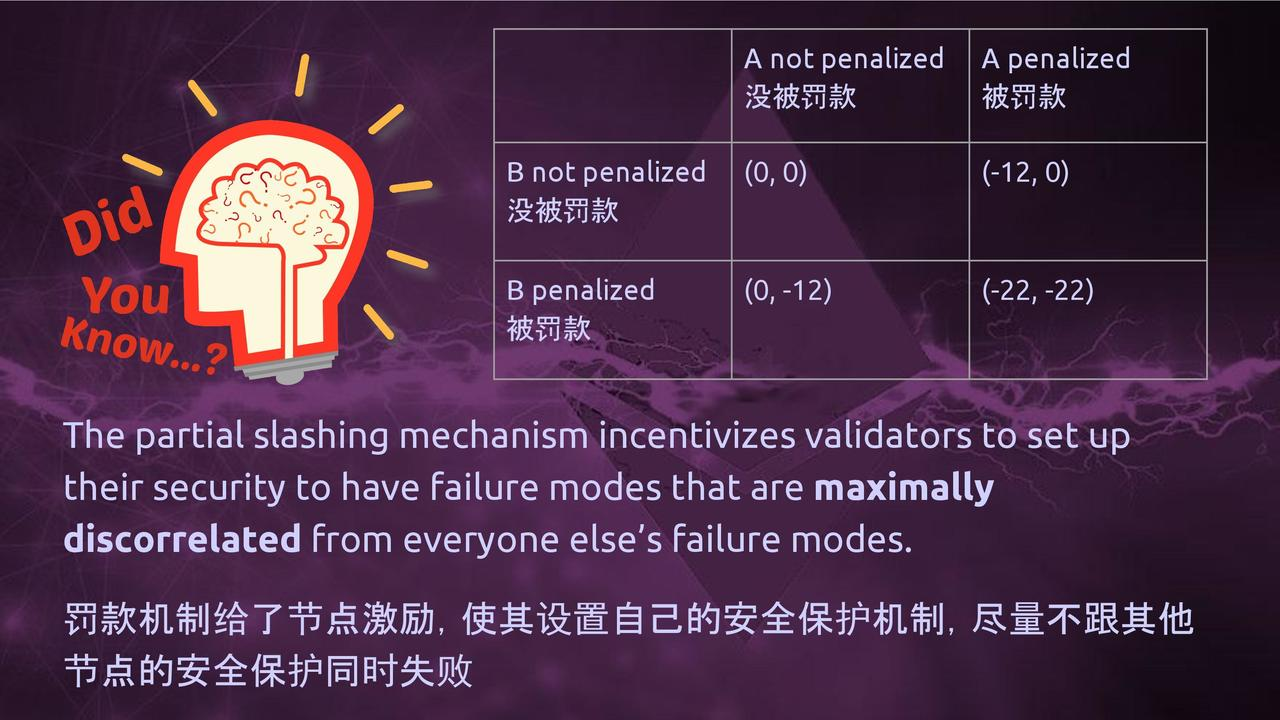 Did
You
Know...?
A not penalized
没被罚款
A penalized
被罚款
B not penalized
没被罚款
(0, 0)
(-12, 0)
B penalized
被罚款
(0, -12)
(-22, -22)
The partial slashing mechanism incentivizes validators to set up
their security to have failure modes that are maximally
discorrelated from everyone else’s failure modes.
罚款机制给了节点激励，使其设置自己的安全保护机制，尽量不跟其他
节点的安全保护同时失败